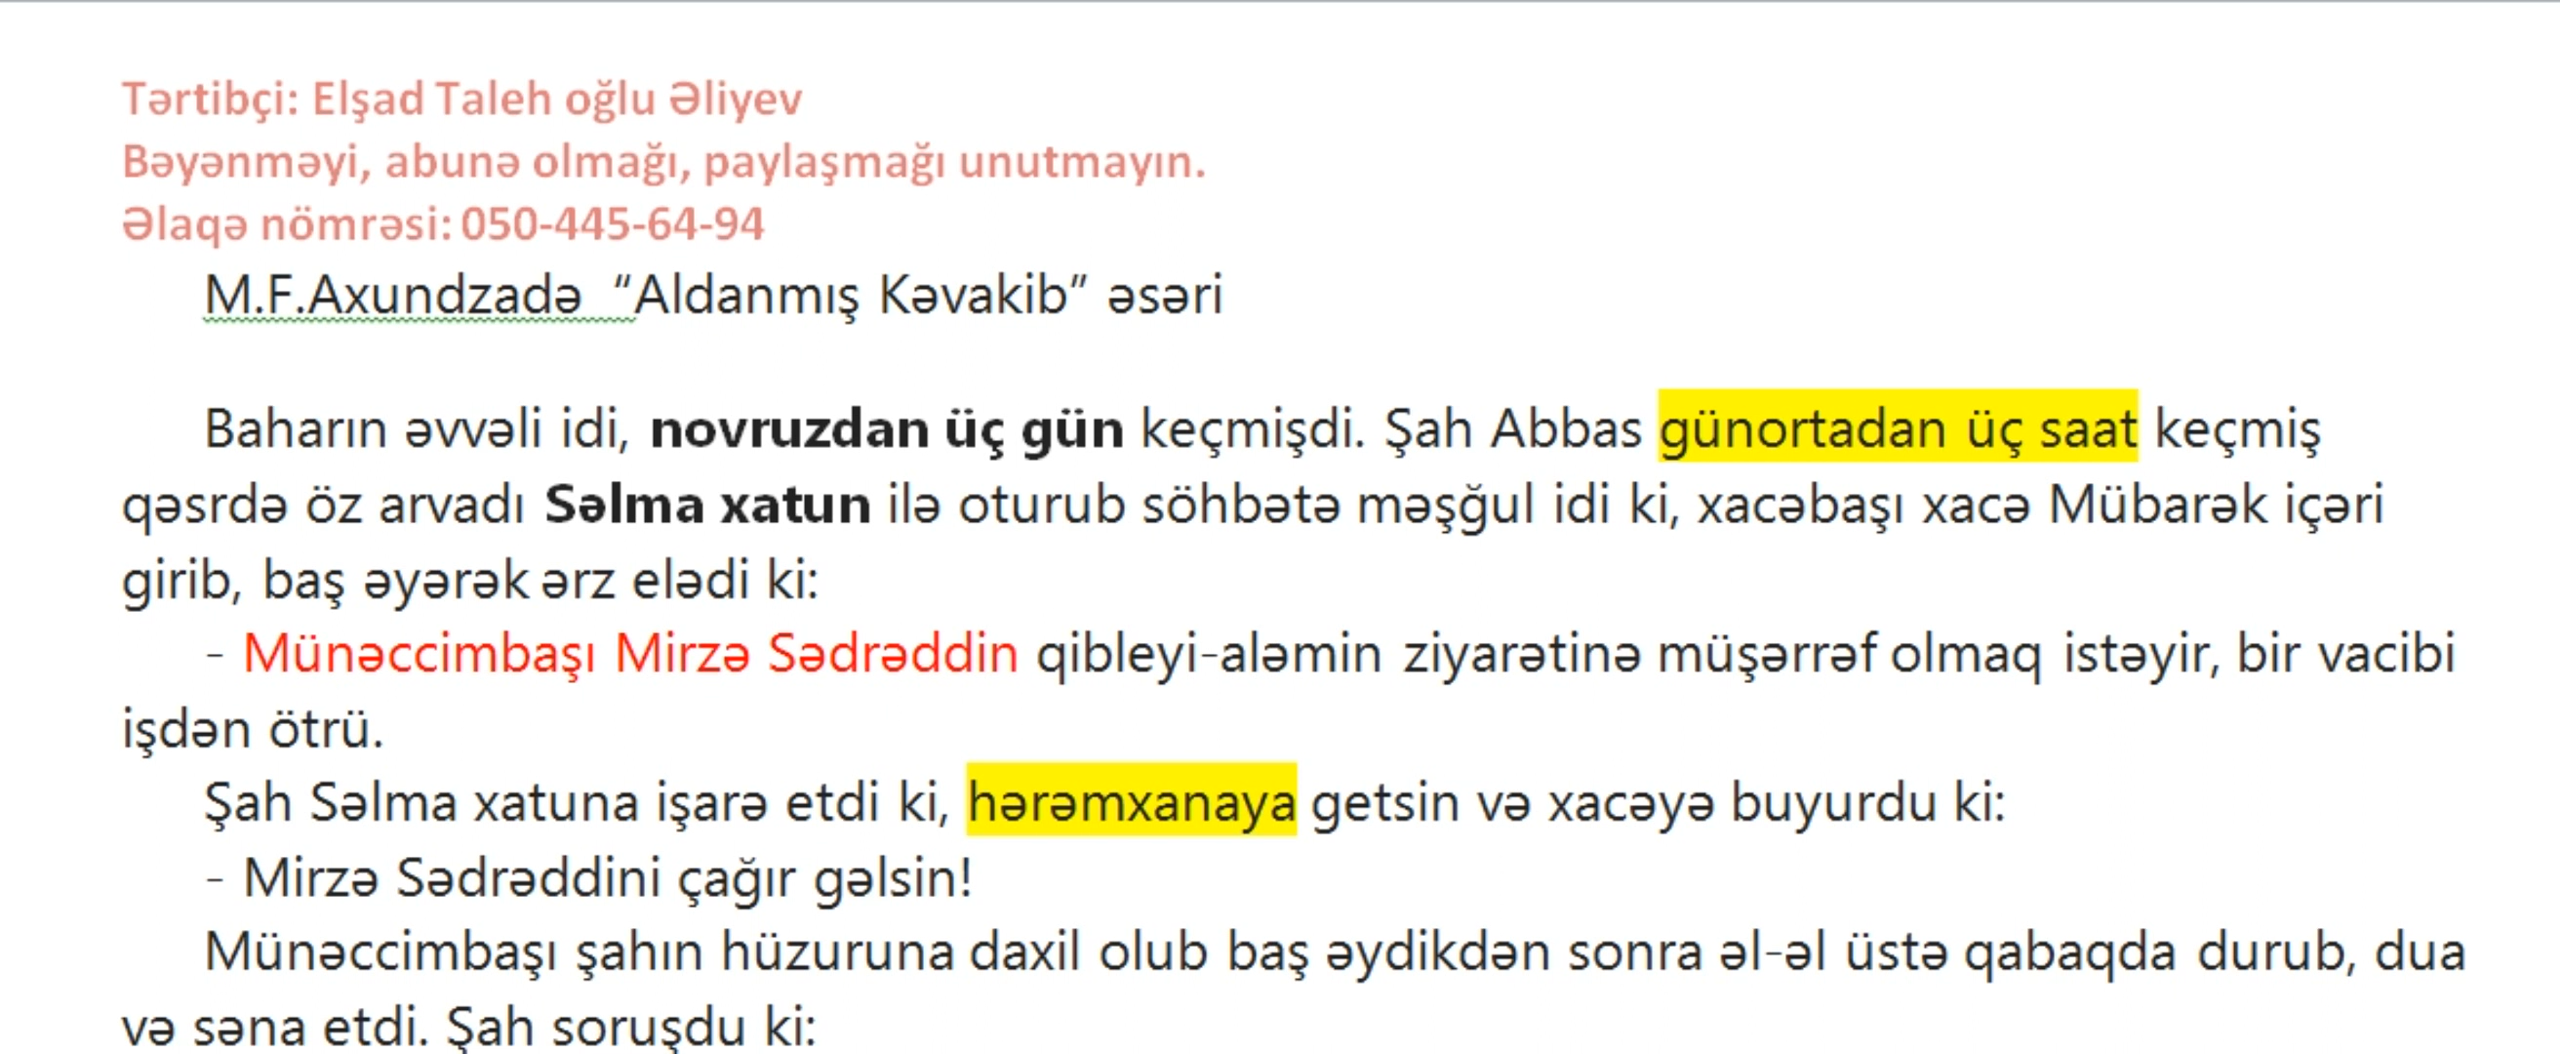 Tərtibçi: Elşad Taleh oğlu Əliyev
Bəyənməyi, abunə olmağı, paylaşmağı unutmayın.
Əlaqə nömrəsi: 050-445-64-94
M.F.Axundzadə "Aldanmış Kəvakib" əsəri
Baharın əvvəli idi, novruzdan üç gün keçmişdi. Şah Abbas günortadan üç saat keçmiş
qəsrdə öz arvadı Səlma xatun ilə oturub söhbətə məşğul idi ki, xacəbaşı xacə Mübarək içəri
girib, baş əyərək ərz elədi ki:
- Münəccimbaşı Mirzə Sədrəddin qibleyi-aləmin ziyarətinə müşərrəf olmaq istəyir, bir vacibi
işdən ötrü.
Şah Səlma xatuna işarə etdi ki, hərəmxanaya getsin və xacəyə buyurdu ki:
- Mirzə Sədrəddini çağır gəlsin!
Münəccimbaşı şahın hüzuruna daxil olub baş əydikdən sonra əl-əl üstə qabaqda durub, dua
və səna etdi. Şah soruşdu ki: